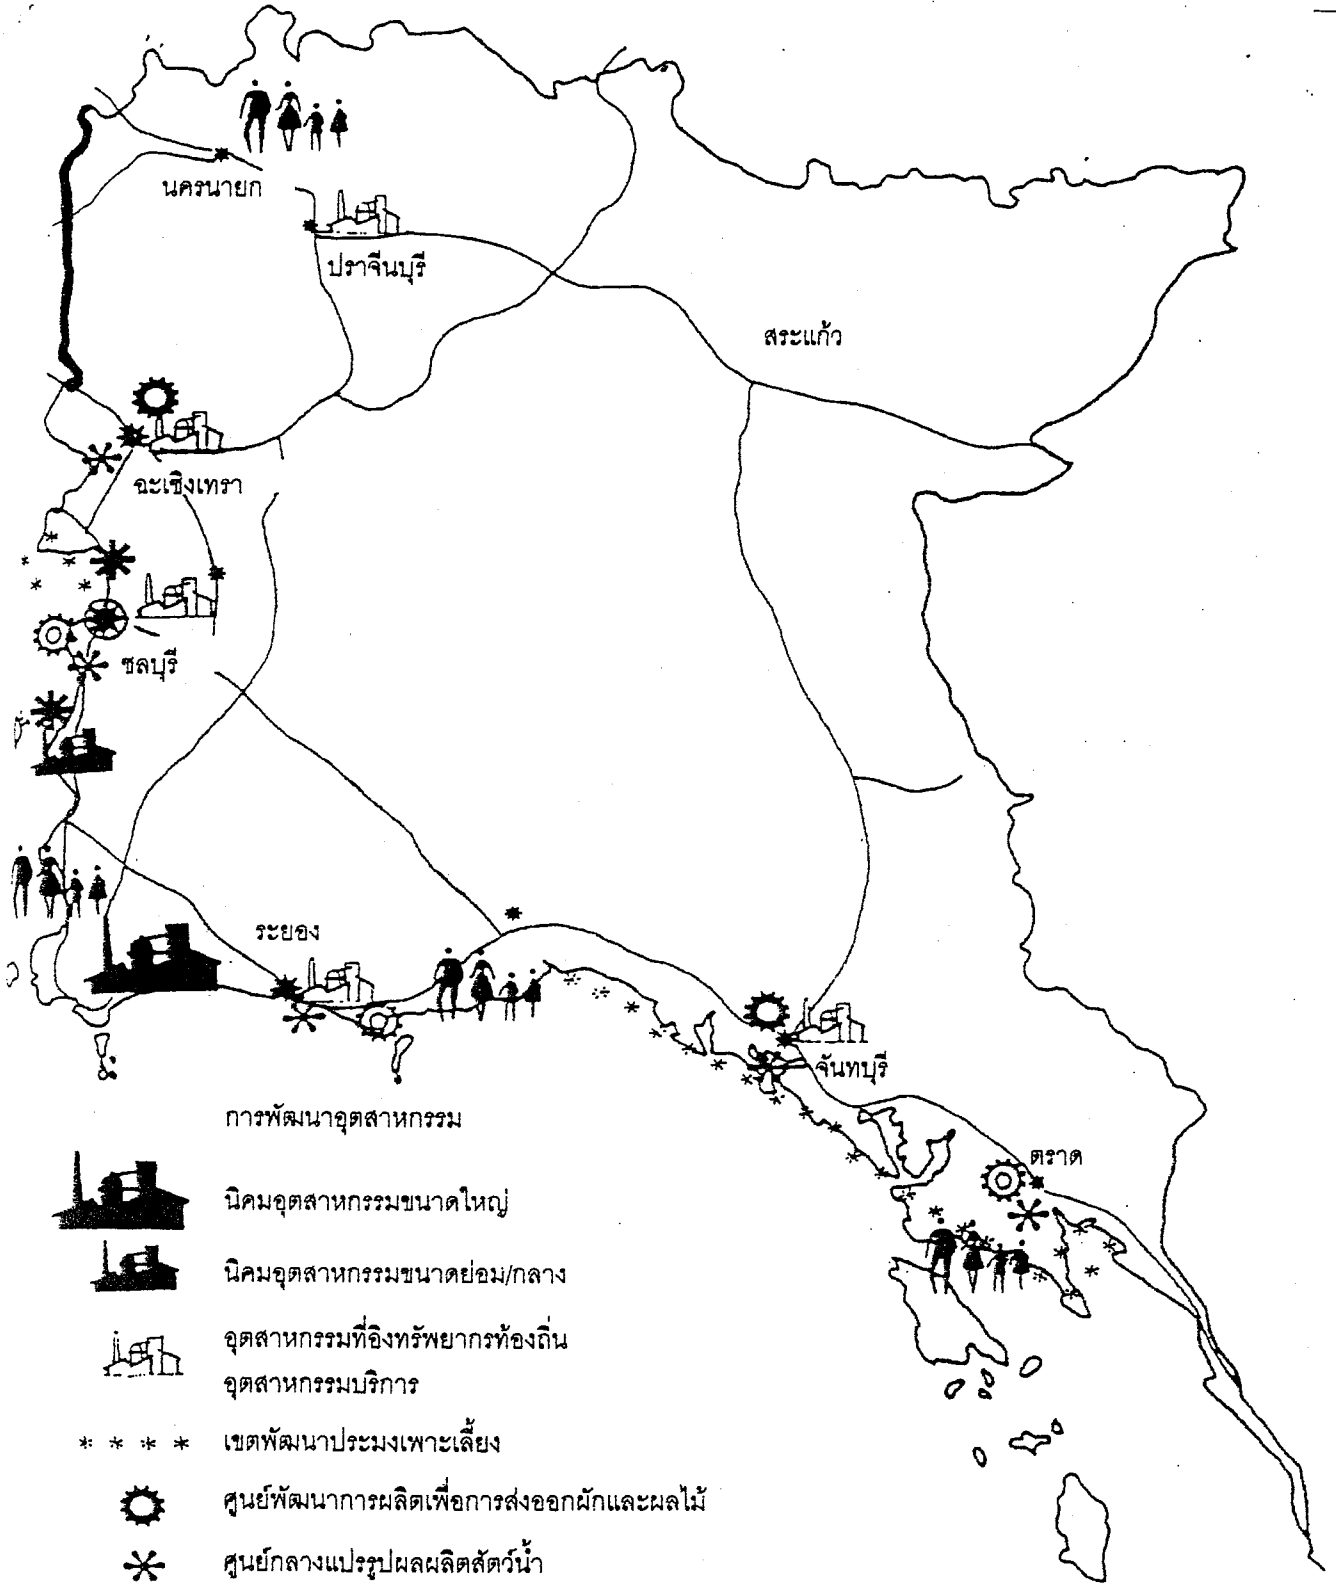 นครนายก
ปราจีนบุรี
สระแก้ว
ฉะเชิงเทรา
ชลบุรี
ระยอง
จันทบุรี
ตราด
การพัฒนาอุตสาหกรรม
นิคมอุตสาหกรรมขนาดใหญ่
นิคมอุตสาหกรรมขนาดย่อม/กลาง
อุตสาหกรรมที่อิงทรัพยากรท้องถิ่น
อุตสาหกรรมบริการ
เขตพัฒนาประมงเพาะเลี้ยง
ศูนย์พัฒนาการผลิตเพื่อการส่งออกผักและผลไม้
ศูนย์กลางแปรรูปผลผลิตสัตว์น้ำ